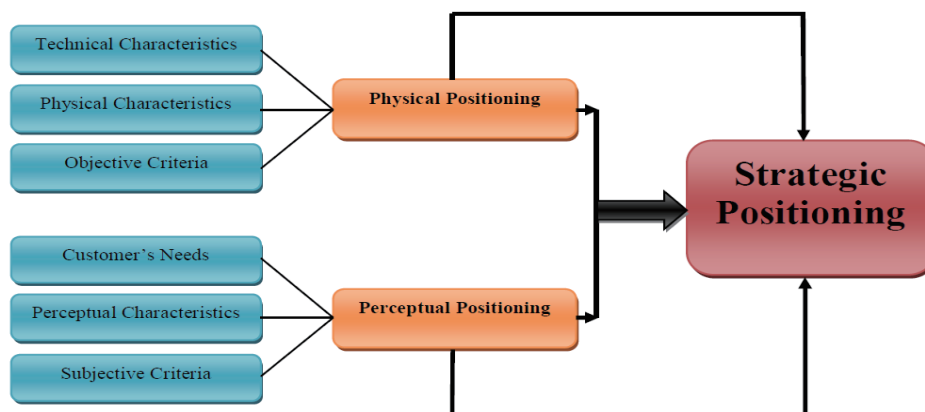 Technical Characteristics
Physical Characteristics
Objective Criteria
Physical Positioning
Customer's Needs
Perceptual Characteristics
Subjective Criteria
Perceptual Positioning
Strategic
Positioning